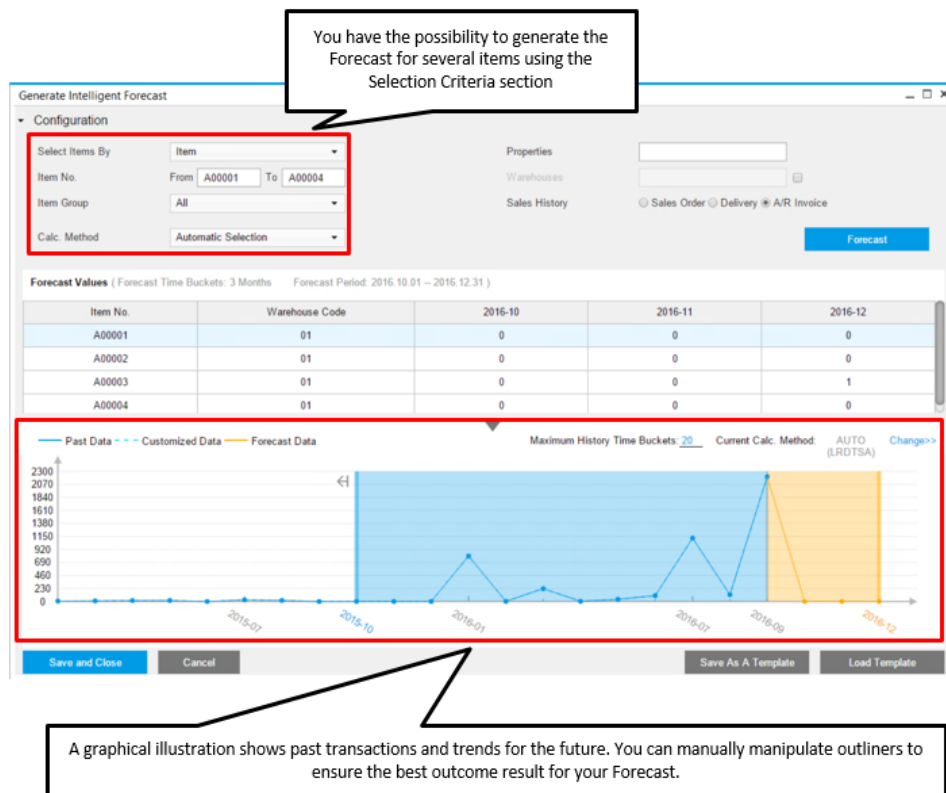 You have the possibility to generate the
Forecast for several items using the
Selection Criteria section
Generate Intelligent Forecast
Configuration
Select Items By Item Properties
Item No. From A00001 To A00004 Warehouses
Item Group All Sales History Sales Order Delivery A/R Invoice
Calc. Method Automatic Selection
Forecast
Forecast Values ( Forecast Time Buckets: 3 Months Forecast Period: 2016.10.01 – 2016.12.31 )
Item No. Warehouse Code 2016-10 2016-11 2016-12
A00001 01 0 0 0
A00002 01 0 0 0
A00003 01 0 0 1
A00004 01 0 0 0
Past Data Customized Data Forecast Data Maximum History Time Buckets: 20 Current Calc. Method: AUTO Change>>
(LRDTSA)
2300
2070
1840
1610
1380
1150
920
690
460
230
0
2015-07 2015-10 2016-01 2016-07 2016-09 2016-12
Save and Close Cancel Save As A Template Load Template
A graphical illustration shows past transactions and trends for the future. You can manually manipulate outliners to
ensure the best outcome result for your Forecast.